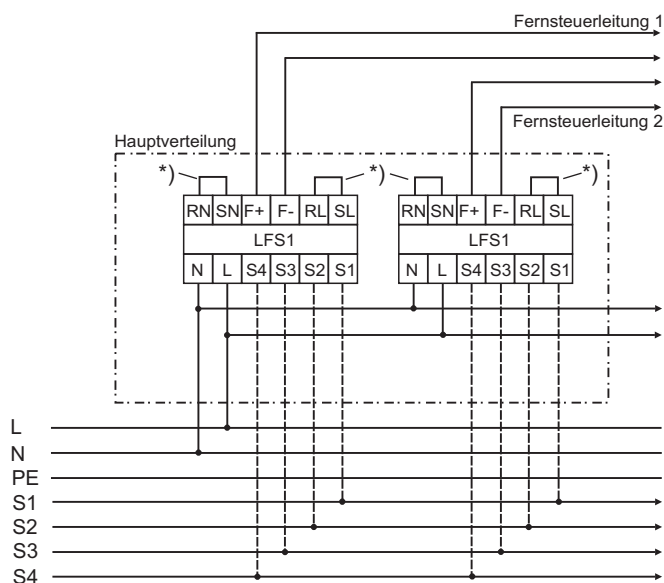 Fernsteuerleitung 1
Fernsteuerleitung 2
Hauptverteilung
*) *) *)
RN SN F+ F- RL SL RN SN F+ F- RL SL
LFS1 LFS1
N L S4 S3 S2 S1 N L S4 S3 S2 S1
L
N
PE
S1
S2
S3
S4